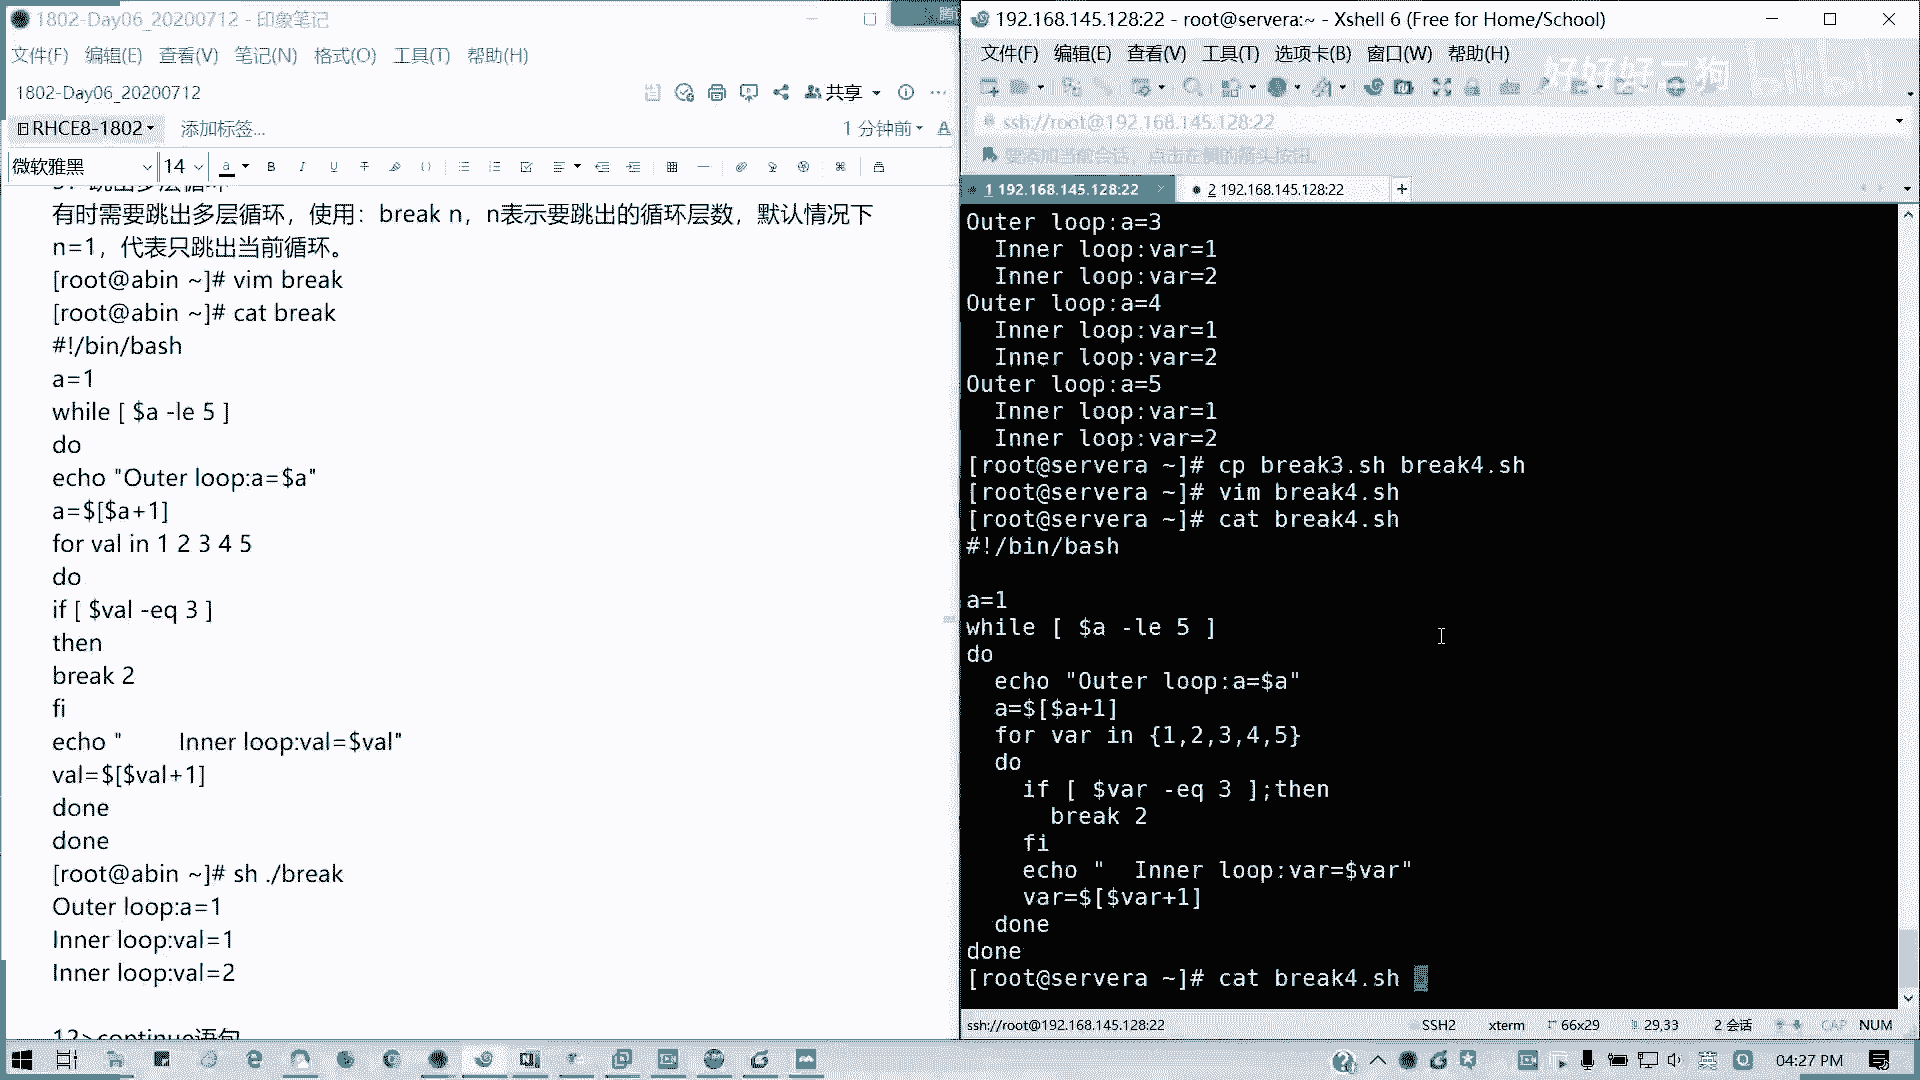 1802-Day06_20200712 - 印象笔记
文件(F) 编辑(E) 查看(V) 笔记(N) 格式(O) 工具(T) 帮助(H)
1802-Day06_20200712
共享
RHCE8-1802
添加标签...
1 分钟前
微软雅黑
14
有时需要跳出多层循环，使用：break n，n表示要跳出的循环层数，默认情况下
n=1，代表只跳出当前循环。
[root@abin ~]# vim break
[root@abin ~]# cat break
#!/bin/bash
a=1
while [ $a -le 5 ]
do
echo "Outer loop:a=$a"
a=$[$a+1]
for val in 1 2 3 4 5
do
if [ $val -eq 3 ]
then
break 2
fi
echo "        Inner loop:val=$val"
val=$[$val+1]
done
done
[root@abin ~]# sh ./break
Outer loop:a=1
Inner loop:val=1
Inner loop:val=2
12>continue语句
192.168.145.128:22 - root@servera:~ - Xshell 6 (Free for Home/School)
文件(F) 编辑(E) 查看(V) 工具(T) 选项卡(B) 窗口(W) 帮助(H)
好好好二狗
bilibili
ssh://root@192.168.145.128:22
要添加当前会话，点击左侧的箭头按钮。
1 192.168.145.128:22
2 192.168.145.128:22
Outer loop:a=3
  Inner loop:var=1
  Inner loop:var=2
Outer loop:a=4
  Inner loop:var=1
  Inner loop:var=2
Outer loop:a=5
  Inner loop:var=1
  Inner loop:var=2
[root@servera ~]# cp break3.sh break4.sh
[root@servera ~]# vim break4.sh
[root@servera ~]# cat break4.sh
#!/bin/bash
a=1
while [ $a -le 5 ]
do
  echo "Outer loop:a=$a"
  a=$[$a+1]
  for var in {1,2,3,4,5}
  do
    if [ $var -eq 3 ];then
      break 2
    fi
    echo "  Inner loop:var=$var"
    var=$[$var+1]
  done
done
[root@servera ~]# cat break4.sh
ssh://root@192.168.145.128:22
SSH2
xterm
66x29
29,33
2 会话
CAP
NUM
英
04:27 PM